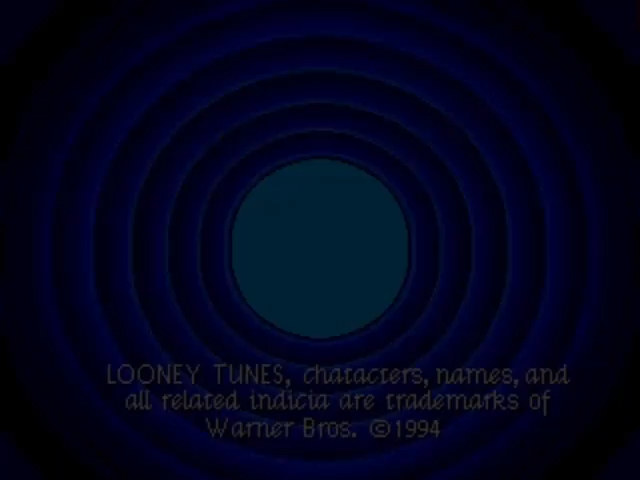 LOONEY TUNES, characters, names, and
all related indicia are trademarks of
Warner Bros. ©1994